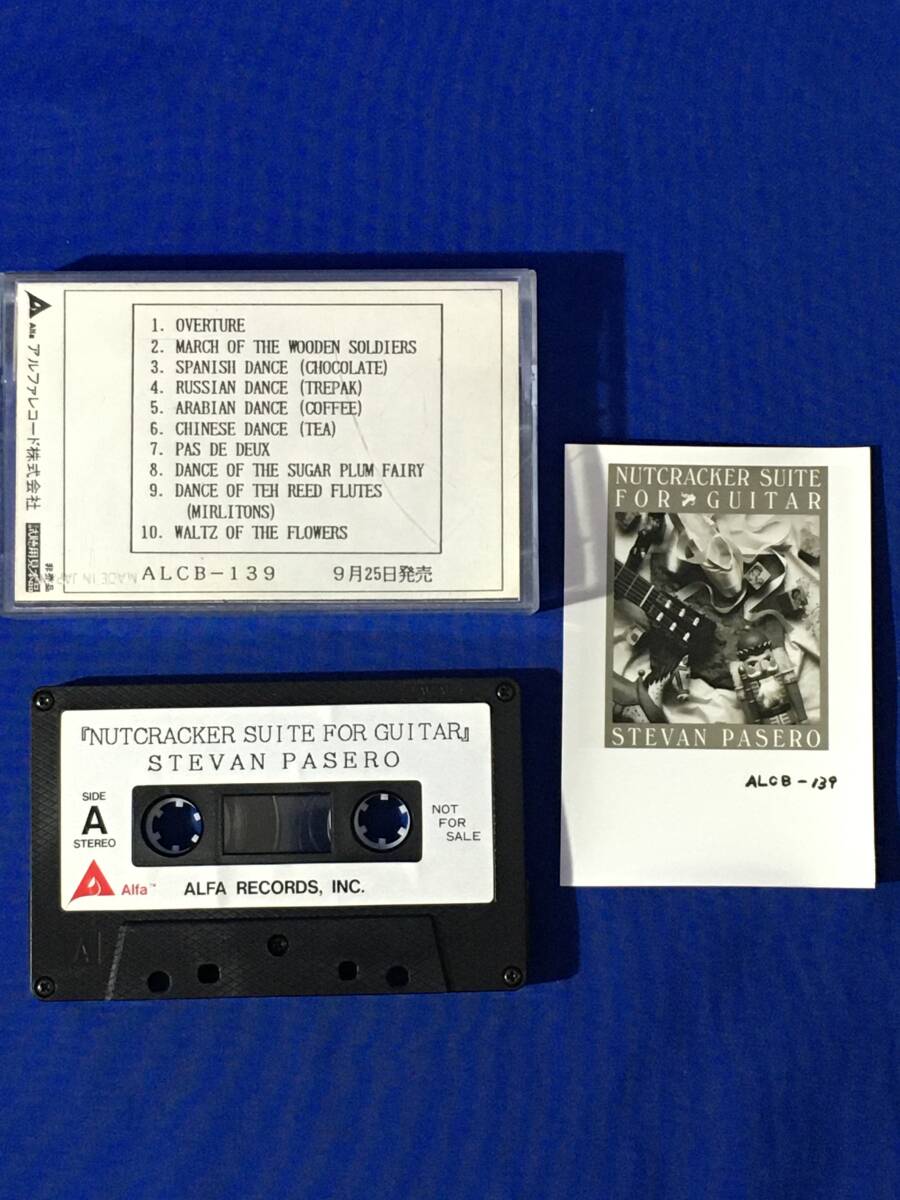 Alfa アルファレコード株式会社
非売品
試聴用見本品
1. OVERTURE
2. MARCH OF THE WOODEN SOLDIERS
3. SPANISH DANCE (CHOCOLATE)
4. RUSSIAN DANCE (TREPAK)
5. ARABIAN DANCE (COFFEE)
6. CHINESE DANCE (TEA)
7. PAS DE DEUX
8. DANCE OF THE SUGAR PLUM FAIRY
9. DANCE OF TEH REED FLUTES
(MIRLITONS)
10. WALTZ OF THE FLOWERS
ALCB-139 9月25日発売
NUTCRACKER SUITE
FOR GUITAR
STEVAN PASERO
ALCB-139
『NUTCRACKER SUITE FOR GUITAR』
STEVAN PASERO
SIDE
A
STEREO
NOT
FOR
SALE
Alfa™
ALFA RECORDS, INC.
A